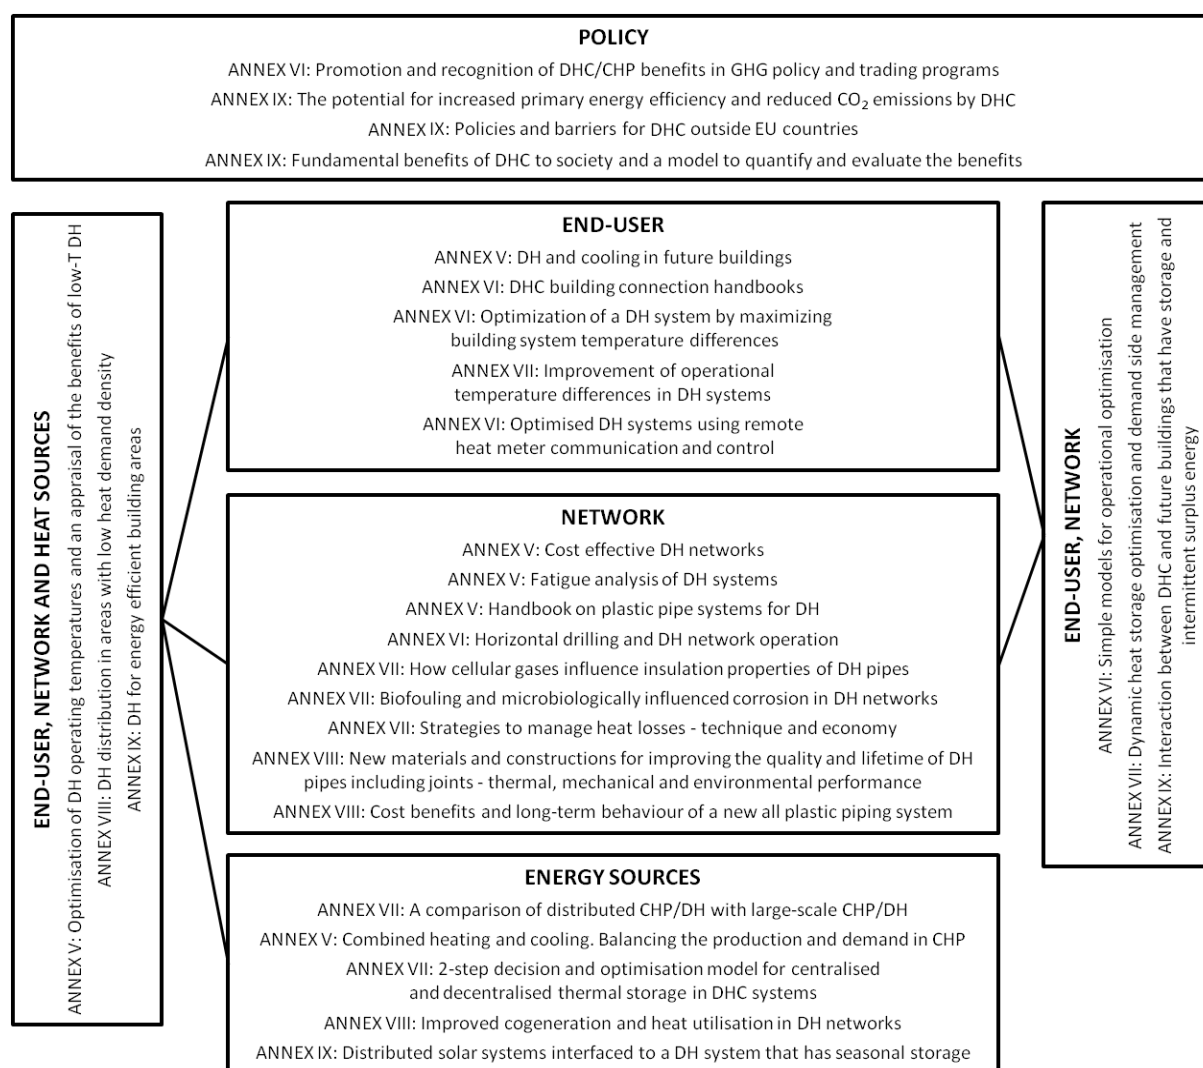 POLICY
ANNEX VI: Promotion and recognition of DHC/CHP benefits in GHG policy and trading programs
ANNEX IX: The potential for increased primary energy efficiency and reduced CO₂ emissions by DHC
ANNEX IX: Policies and barriers for DHC outside EU countries
ANNEX IX: Fundamental benefits of DHC to society and a model to quantify and evaluate the benefits
END-USER, NETWORK AND HEAT SOURCES
ANNEX V: Optimisation of DH operating temperatures and an appraisal of the benefits of low-T DH
ANNEX VIII: DH distribution in areas with low heat demand density
ANNEX IX: DH for energy efficient building areas
END-USER
ANNEX V: DH and cooling in future buildings
ANNEX VI: DHC building connection handbooks
ANNEX VI: Optimization of a DH system by maximizing
building system temperature differences
ANNEX VII: Improvement of operational
temperature differences in DH systems
ANNEX VI: Optimised DH systems using remote
heat meter communication and control
NETWORK
ANNEX V: Cost effective DH networks
ANNEX V: Fatigue analysis of DH systems
ANNEX V: Handbook on plastic pipe systems for DH
ANNEX VI: Horizontal drilling and DH network operation
ANNEX VII: How cellular gases influence insulation properties of DH pipes
ANNEX VII: Biofouling and microbiologically influenced corrosion in DH networks
ANNEX VII: Strategies to manage heat losses - technique and economy
ANNEX VIII: New materials and constructions for improving the quality and lifetime of DH
pipes including joints - thermal, mechanical and environmental performance
ANNEX VIII: Cost benefits and long-term behaviour of a new all plastic piping system
ENERGY SOURCES
ANNEX VII: A comparison of distributed CHP/DH with large-scale CHP/DH
ANNEX V: Combined heating and cooling. Balancing the production and demand in CHP
ANNEX VII: 2-step decision and optimisation model for centralised
and decentralised thermal storage in DHC systems
ANNEX VIII: Improved cogeneration and heat utilisation in DH networks
ANNEX IX: Distributed solar systems interfaced to a DH system that has seasonal storage
END-USER, NETWORK
ANNEX VI: Simple models for operational optimisation
ANNEX VII: Dynamic heat storage optimisation and demand side management
ANNEX IX: Interaction between DHC and future buildings that have storage and
intermittent surplus energy